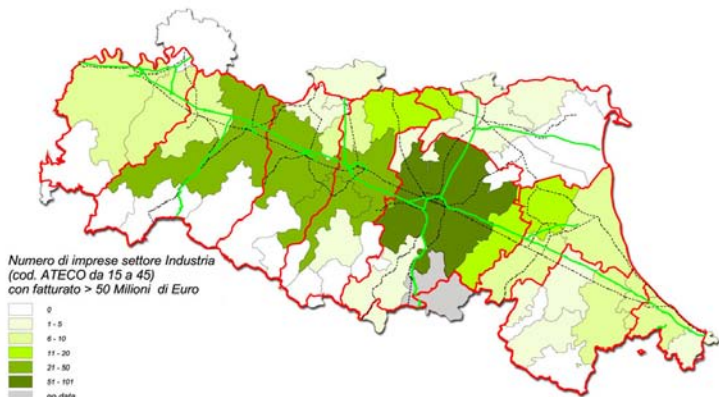 Numero di imprese settore Industria
(cod. ATECO da 15 a 45)
con fatturato > 50 Milioni di Euro
0
1 - 5
6 - 10
11 - 20
21 - 50
51 - 101
no data